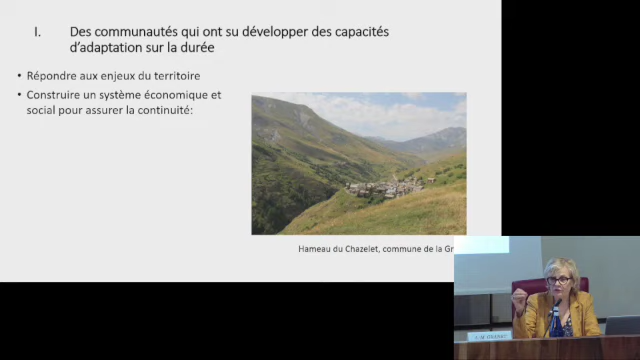 I. Des communautés qui ont su développer des capacités
d'adaptation sur la durée
• Répondre aux enjeux du territoire
• Construire un système économique et
social pour assurer la continuité:
Hameau du Chazelet, commune de la Gr